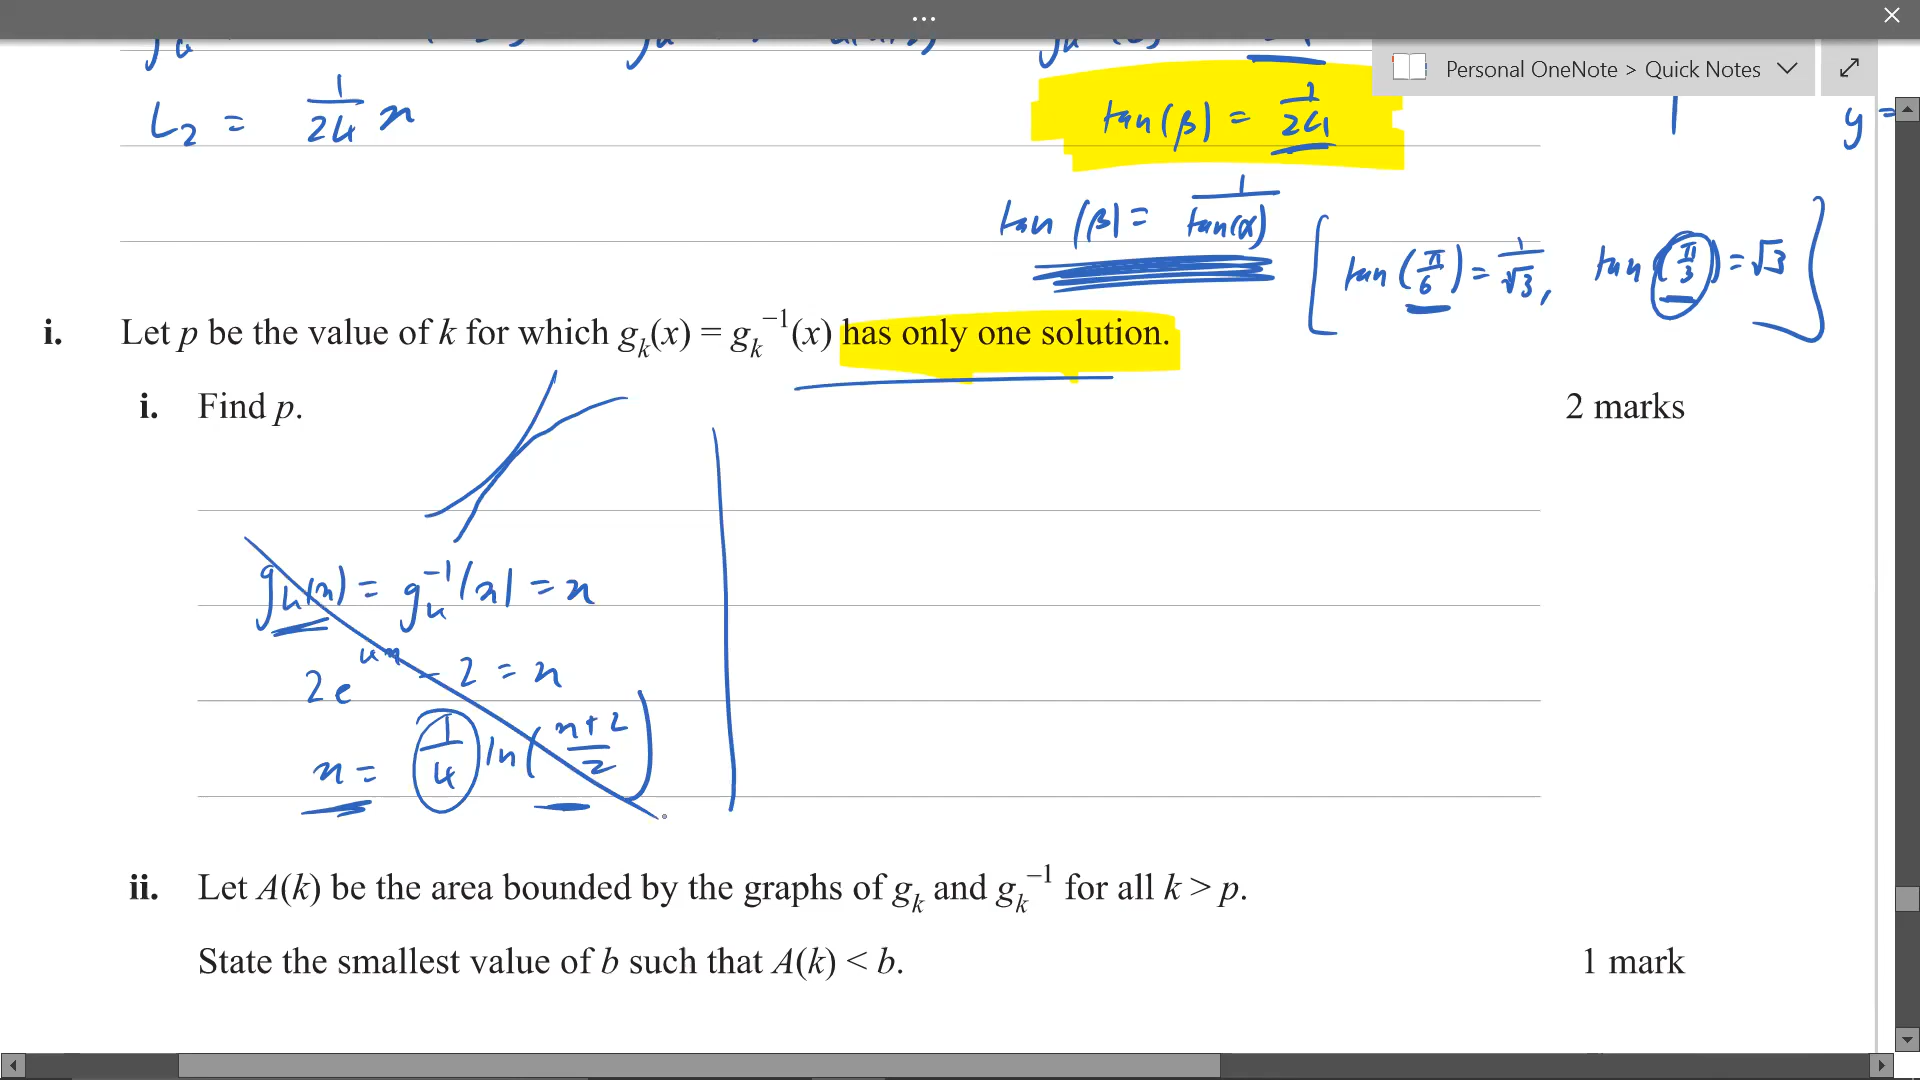 Personal OneNote > Quick Notes
L₂ = 1/2k x
tan(β) = 1/2k
y =
tan(β) = 1/tan(α)
[tan(π/6) = 1/√3, tan(π/3) = √3]
i. Let p be the value of k for which gₖ(x) = gₖ⁻¹(x) has only one solution.
i. Find p. 2 marks
gₖ(x) = gₖ⁻¹(x) = x
2e^(kx) − 2 = x
x = 1/k ln(x+2/2)
ii. Let A(k) be the area bounded by the graphs of gₖ and gₖ⁻¹ for all k > p.
State the smallest value of b such that A(k) < b. 1 mark